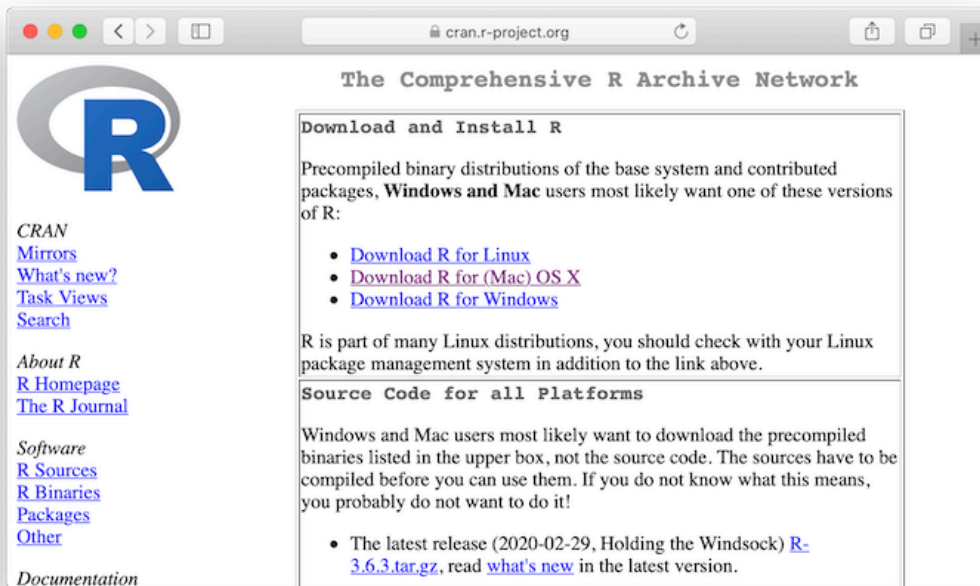 cran.r-project.org
The Comprehensive R Archive Network
R
CRAN
Mirrors
What's new?
Task Views
Search
About R
R Homepage
The R Journal
Software
R Sources
R Binaries
Packages
Other
Documentation
Download and Install R
Precompiled binary distributions of the base system and contributed
packages, Windows and Mac users most likely want one of these versions
of R:
• Download R for Linux
• Download R for (Mac) OS X
• Download R for Windows
R is part of many Linux distributions, you should check with your Linux
package management system in addition to the link above.
Source Code for all Platforms
Windows and Mac users most likely want to download the precompiled
binaries listed in the upper box, not the source code. The sources have to be
compiled before you can use them. If you do not know what this means,
you probably do not want to do it!
• The latest release (2020-02-29, Holding the Windsock) R-
3.6.3.tar.gz, read what's new in the latest version.